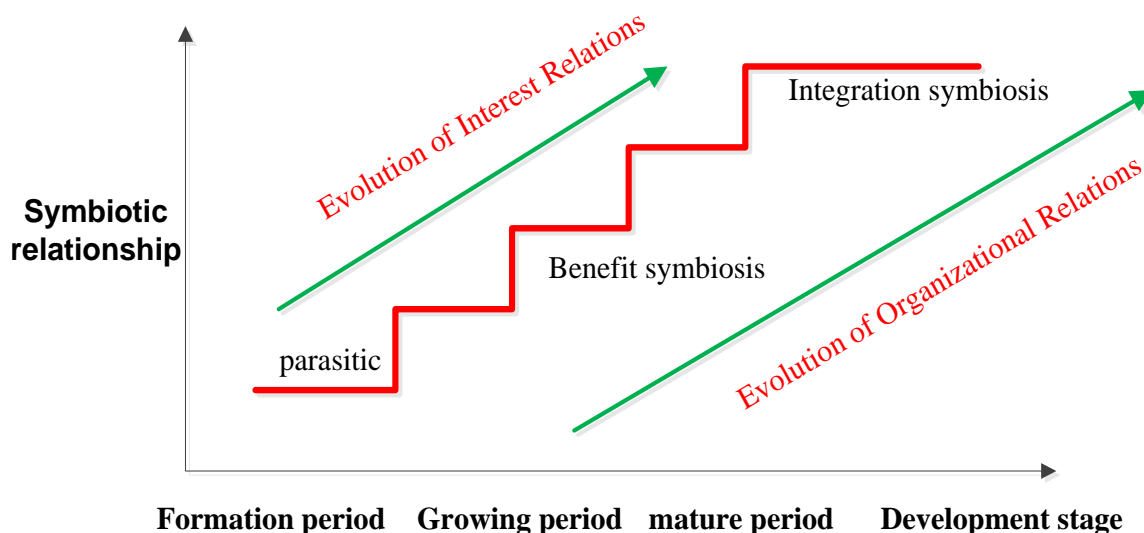 Evolution of Interest Relations
Integration symbiosis
Symbiotic
relationship
Benefit symbiosis
Evolution of Organizational Relations
parasitic
Formation period Growing period mature period Development stage